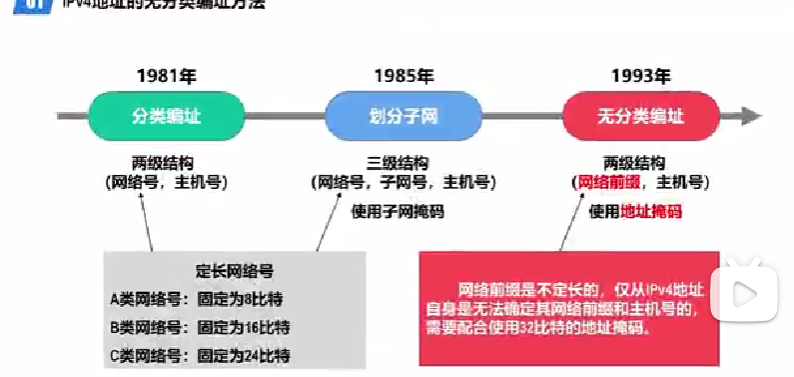 01 IPv4地址的无分类编址方法
1981年
1985年
1993年
分类编址
划分子网
无分类编址
两级结构
(网络号，主机号)
三级结构
(网络号，子网号，主机号)
使用子网掩码
两级结构
(网络前缀，主机号)
使用地址掩码
定长网络号
A类网络号：固定为8比特
B类网络号：固定为16比特
C类网络号：固定为24比特
网络前缀是不定长的，仅从IPv4地址
自身是无法确定其网络前缀和主机号的，
需要配合使用32比特的地址掩码。